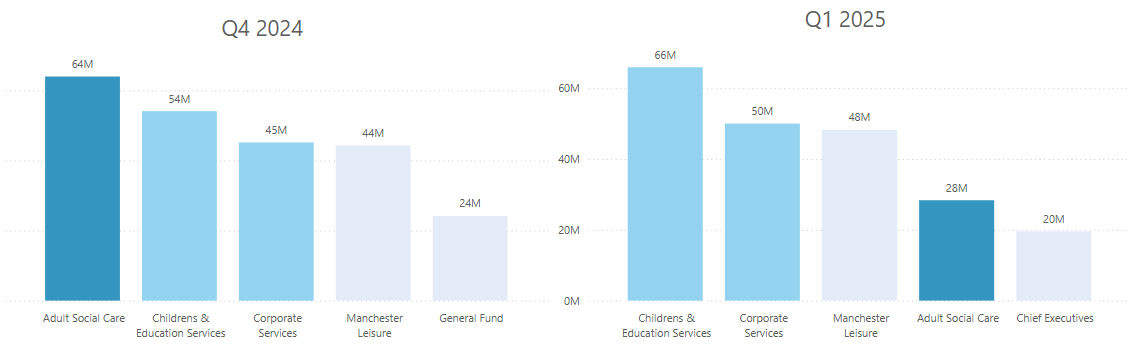 Q4 2024
64M
54M
45M
44M
24M
Adult Social Care
Childrens &
Education Services
Corporate
Services
Manchester
Leisure
General Fund
Q1 2025
60M
40M
20M
0M
66M
50M
48M
28M
20M
Childrens &
Education Services
Corporate
Services
Manchester
Leisure
Adult Social Care
Chief Executives